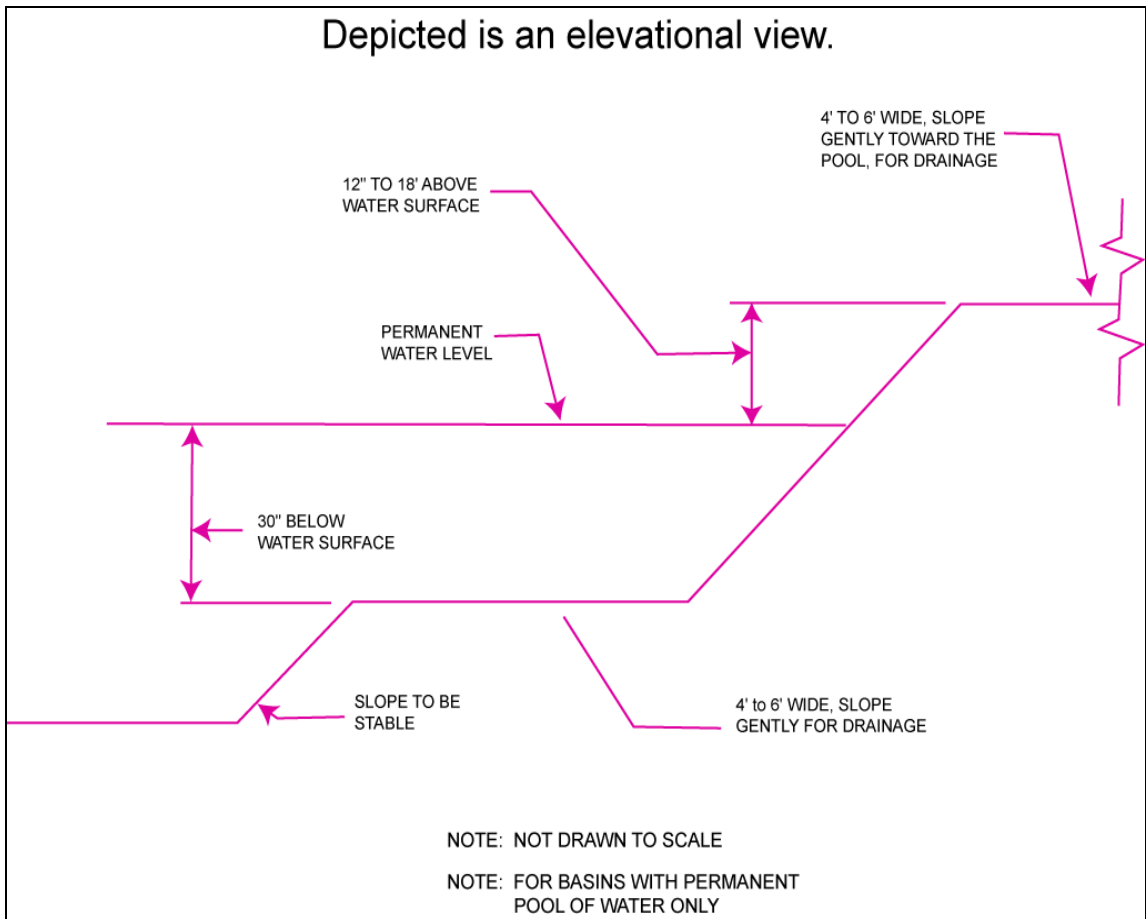 Depicted is an elevational view.
4' TO 6' WIDE, SLOPE
GENTLY TOWARD THE
POOL, FOR DRAINAGE
12" TO 18' ABOVE
WATER SURFACE
PERMANENT
WATER LEVEL
30" BELOW
WATER SURFACE
SLOPE TO BE
STABLE
4' to 6' WIDE, SLOPE
GENTLY FOR DRAINAGE
NOTE: NOT DRAWN TO SCALE
NOTE: FOR BASINS WITH PERMANENT
POOL OF WATER ONLY